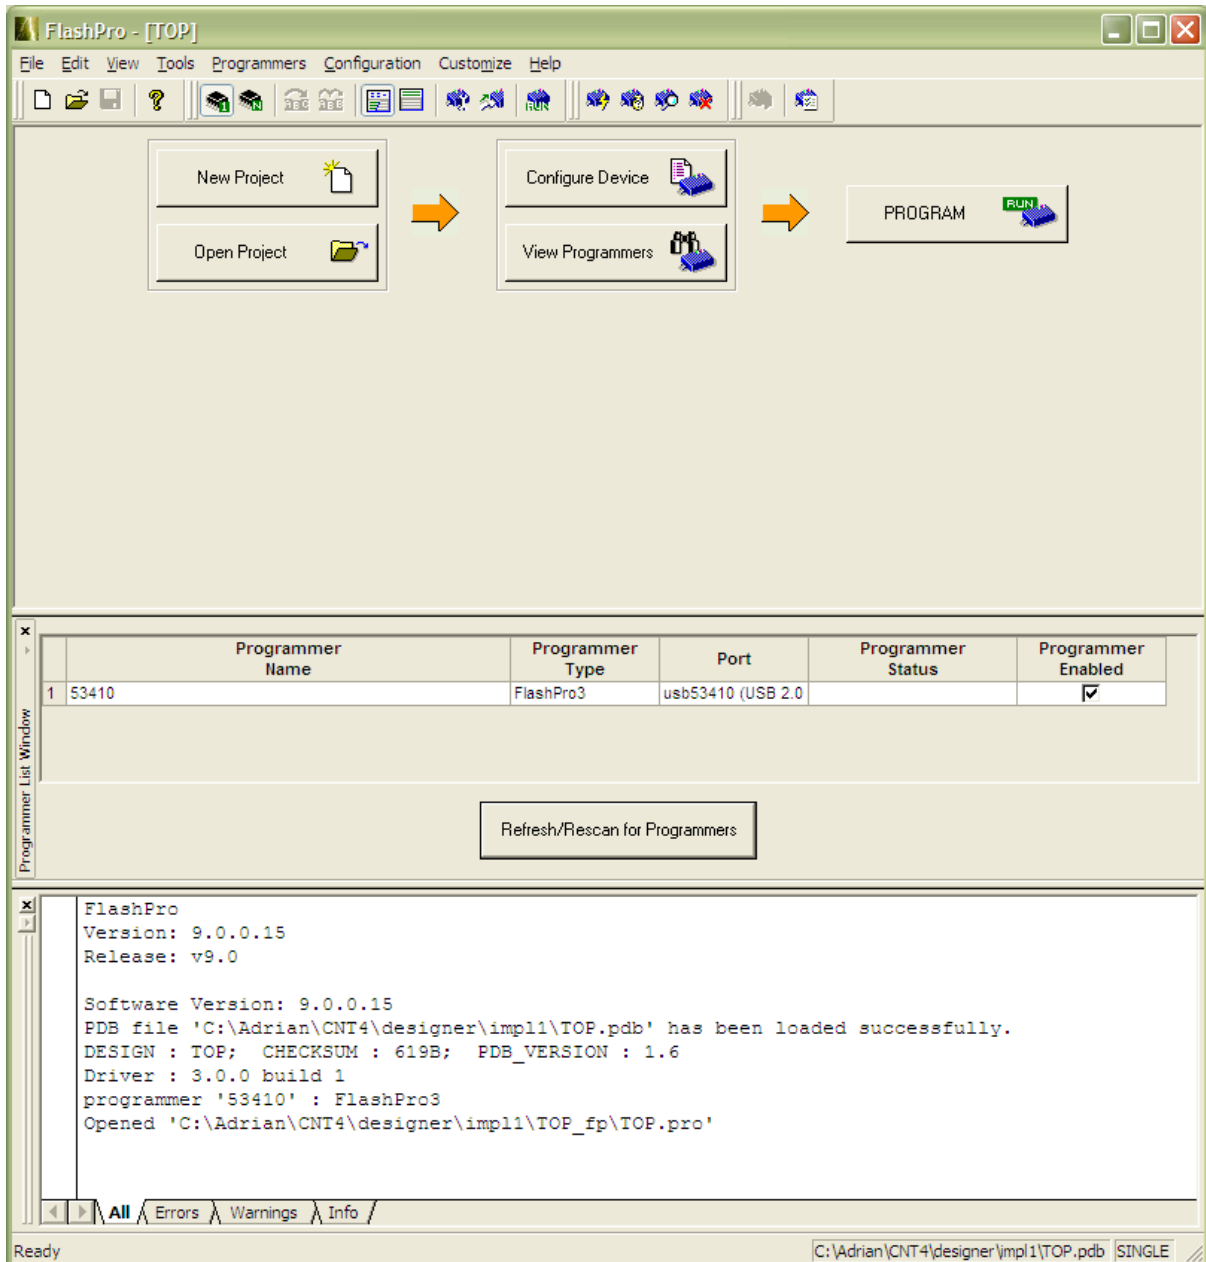 FlashPro - [TOP]
File Edit View Tools Programmers Configuration Customize Help
New Project
Configure Device
PROGRAM
RUN
Open Project
View Programmers
Programmer Name Programmer Type Port Programmer Status Programmer Enabled
1 53410 FlashPro3 usb53410 (USB 2.0
Programmer List Window
Refresh/Rescan for Programmers
FlashPro
Version: 9.0.0.15
Release: v9.0
Software Version: 9.0.0.15
PDB file 'C:\Adrian\CNT4\designer\impl1\TOP.pdb' has been loaded successfully.
DESIGN : TOP; CHECKSUM : 619B; PDB_VERSION : 1.6
Driver : 3.0.0 build 1
programmer '53410' : FlashPro3
Opened 'C:\Adrian\CNT4\designer\impl1\TOP_fp\TOP.pro'
All Errors Warnings Info
Ready C:\Adrian\CNT4\designer\impl1\TOP.pdb SINGLE